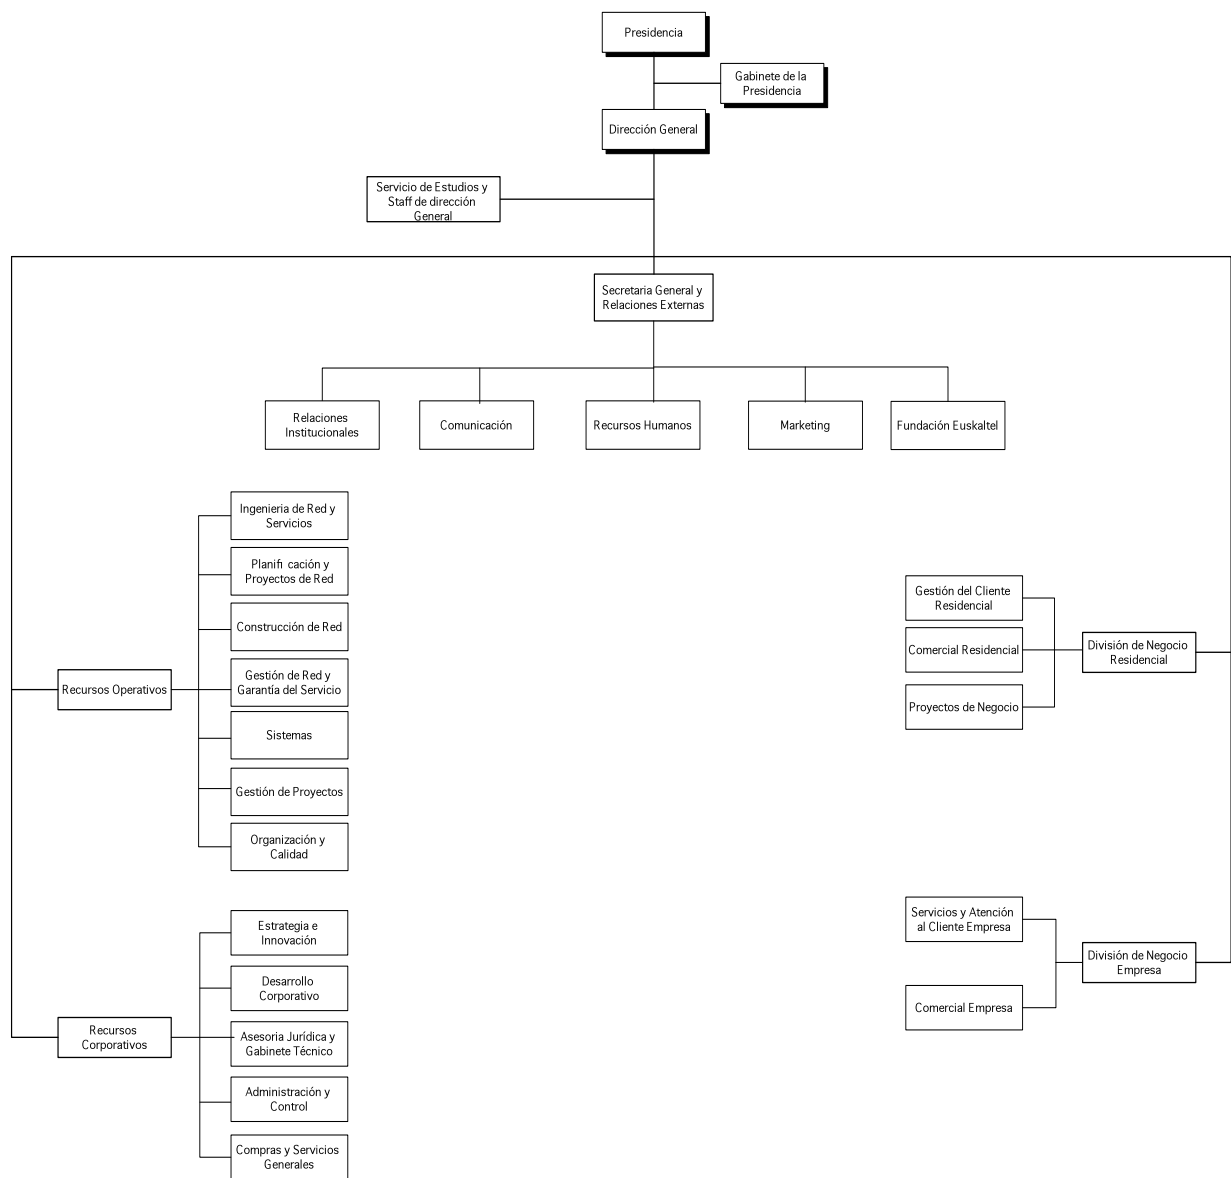 Presidencia
Gabinete de la
Presidencia
Dirección General
Servicio de Estudios y
Staff de dirección
General
Secretaria General y
Relaciones Externas
Relaciones
Institucionales
Comunicación
Recursos Humanos
Marketing
Fundación Euskaltel
Recursos Operativos
Ingenieria de Red y
Servicios
Planifi cación y
Proyectos de Red
Construcción de Red
Gestión de Red y
Garantía del Servicio
Sistemas
Gestión de Proyectos
Organización y
Calidad
Recursos
Corporativos
Estrategia e
Innovación
Desarrollo
Corporativo
Asesoria Jurídica y
Gabinete Técnico
Administración y
Control
Compras y Servicios
Generales
Gestión del Cliente
Residencial
Comercial Residencial
Proyectos de Negocio
División de Negocio
Residencial
Servicios y Atención
al Cliente Empresa
Comercial Empresa
División de Negocio
Empresa